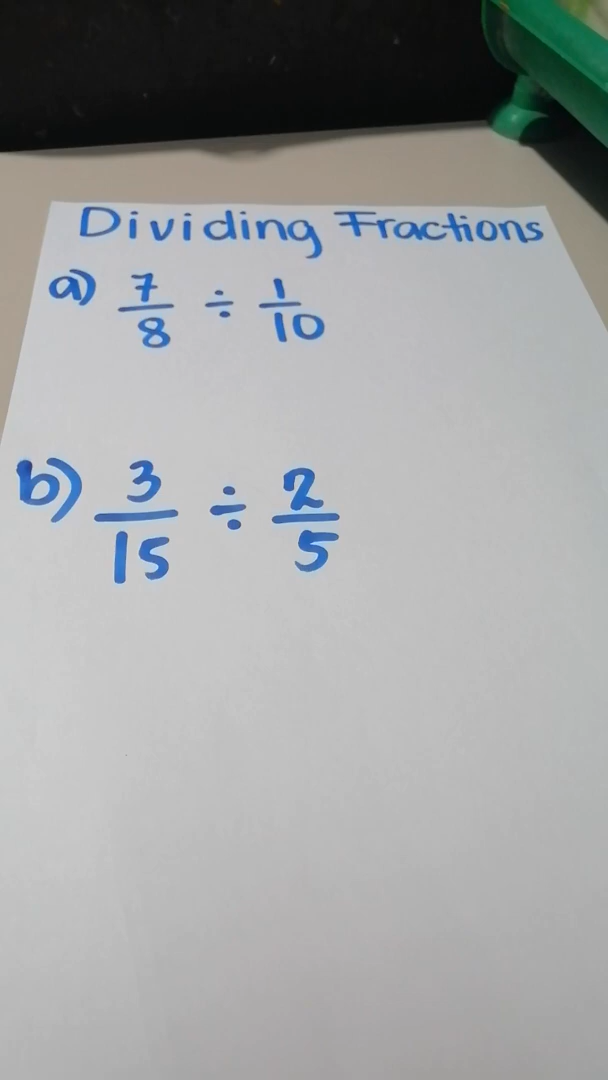 Dividing Fractions
a) 7/8 ÷ 1/10
b) 3/15 ÷ 2/5